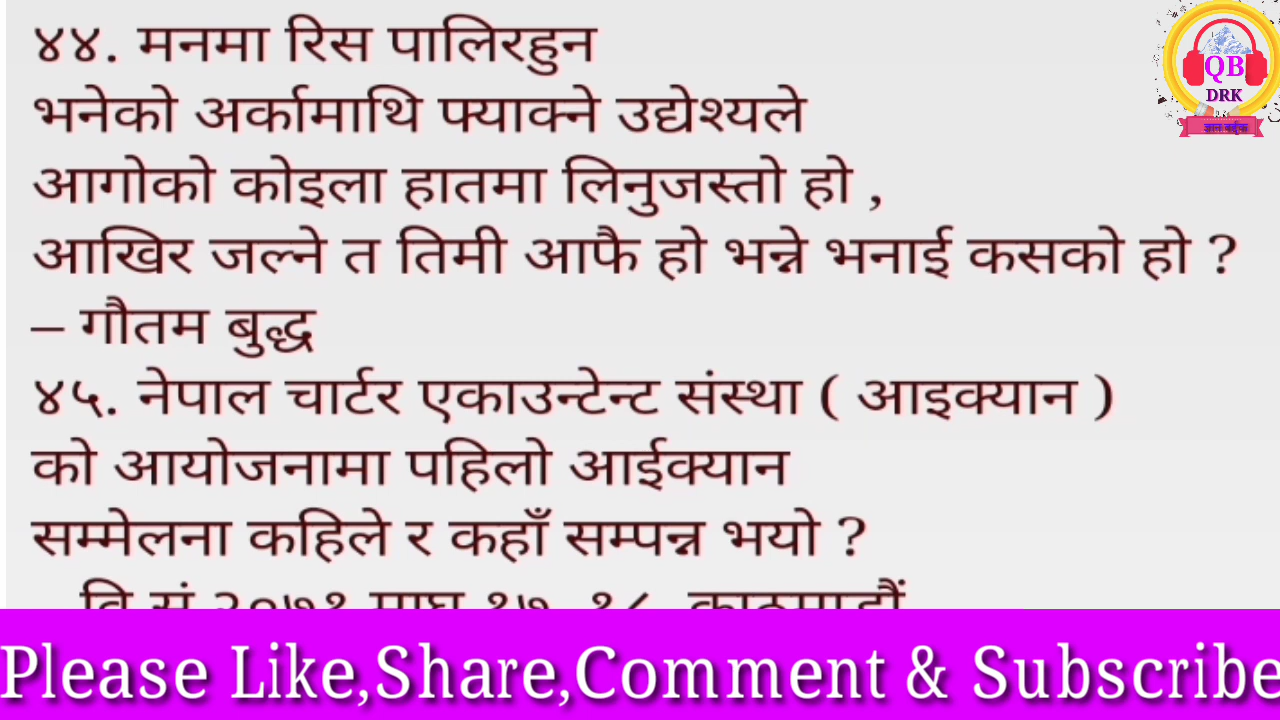 ४४. मनमा रिस पालिरहुन
भनेको अर्कामाथि फ्याक्ने उद्येश्यले
आगोको कोइला हातमा लिनुजस्तो हो ,
आखिर जल्ने त तिमी आफै हो भन्ने भनाई कसको हो ?
– गौतम बुद्ध
४५. नेपाल चार्टर एकाउन्टेन्ट संस्था ( आइक्यान )
को आयोजनामा पहिलो आईक्यान
सम्मेलना कहिले र कहाँ सम्पन्न भयो ?
QB
DRK
Please Like,Share,Comment & Subscribe